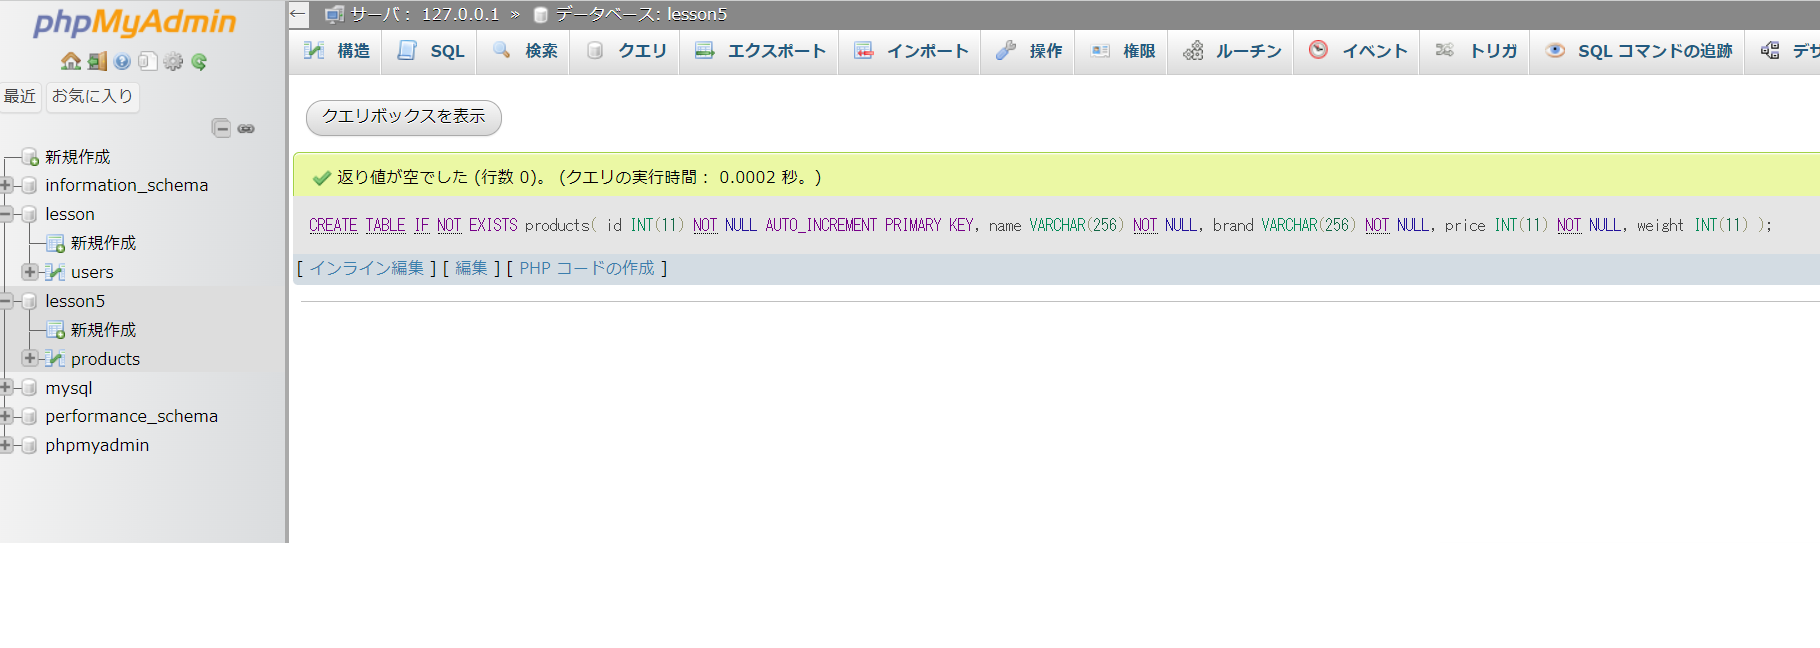 phpMyAdmin
最近 お気に入り
新規作成
information_schema
lesson
新規作成
users
lesson5
新規作成
products
mysql
performance_schema
phpmyadmin
← サーバ： 127.0.0.1 » データベース: lesson5
構造 SQL 検索 クエリ エクスポート インポート 操作 権限 ルーチン イベント トリガ SQL コマンドの追跡 デザ
クエリボックスを表示
返り値が空でした (行数 0)。 (クエリの実行時間： 0.0002 秒。)
CREATE TABLE IF NOT EXISTS products( id INT(11) NOT NULL AUTO_INCREMENT PRIMARY KEY, name VARCHAR(256) NOT NULL, brand VARCHAR(256) NOT NULL, price INT(11) NOT NULL, weight INT(11) );
[ インライン編集 ] [ 編集 ] [ PHP コードの作成 ]